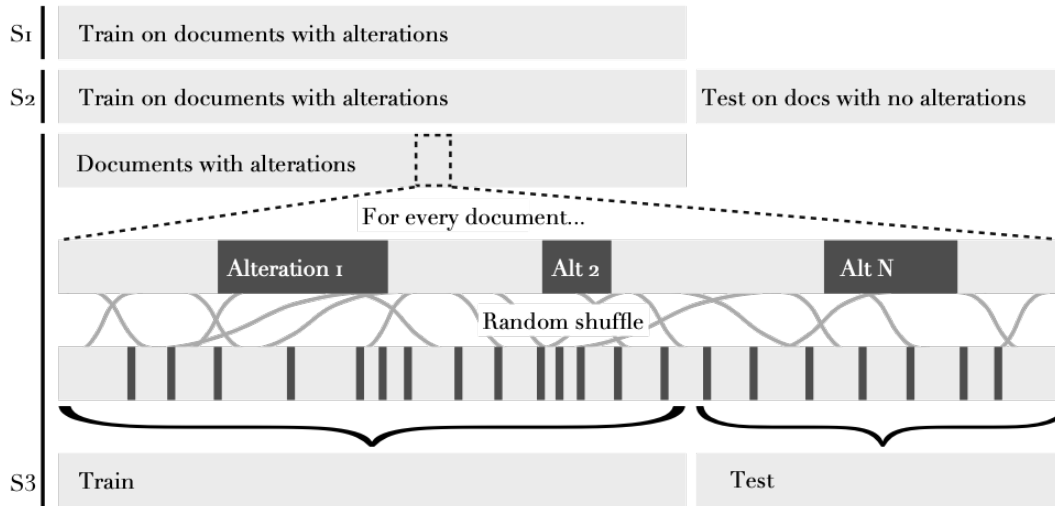 S1
Train on documents with alterations
S2
Train on documents with alterations
Test on docs with no alterations
Documents with alterations
For every document...
Alteration 1
Alt 2
Alt N
Random shuffle
S3
Train
Test